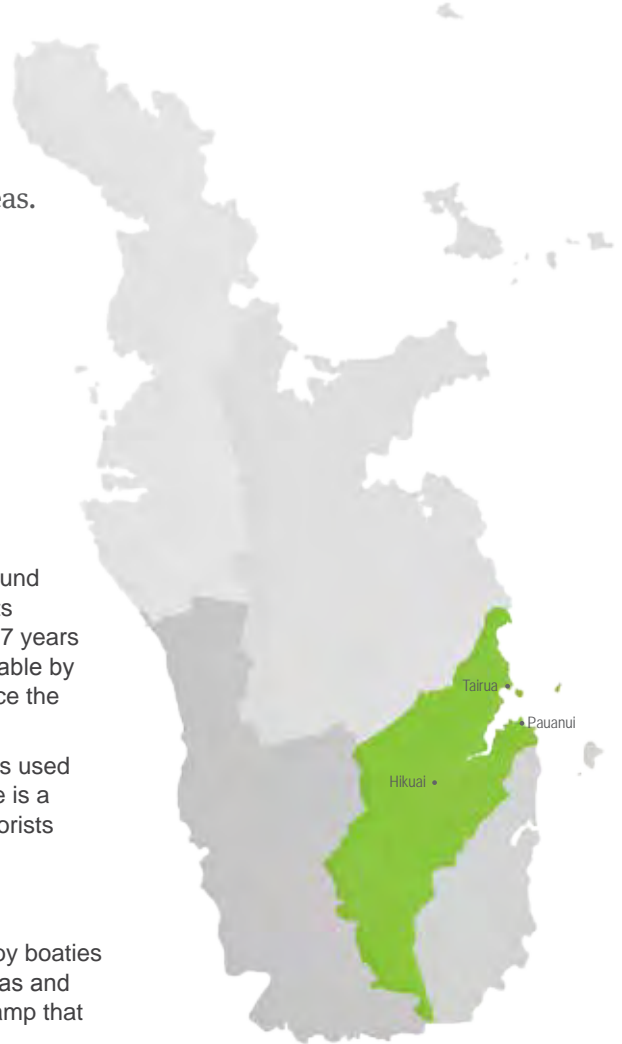 eas.
Tairua
Pauanui
Hikuai
und
ts
7 years
able by
ce the
s used
e is a
orists
by boaties
as and
amp that